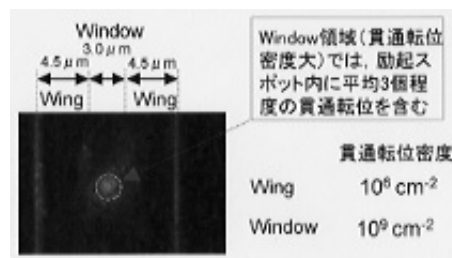 Window
3.0μm
4.5μm
4.5μm
Wing
Wing
Window領域(貫通転位
密度大)では，励起ス
ポット内に平均3個程
度の貫通転位を含む
貫通転位密度
Wing 10⁶ cm⁻²
Window 10⁹ cm⁻²